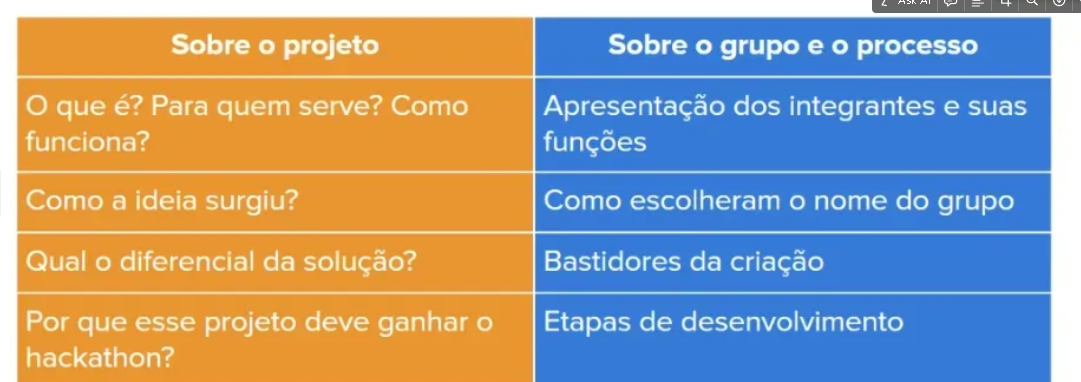 Ask AI
Sobre o projeto
Sobre o grupo e o processo
O que é? Para quem serve? Como
funciona?
Apresentação dos integrantes e suas
funções
Como a ideia surgiu?
Como escolheram o nome do grupo
Qual o diferencial da solução?
Bastidores da criação
Por que esse projeto deve ganhar o
hackathon?
Etapas de desenvolvimento